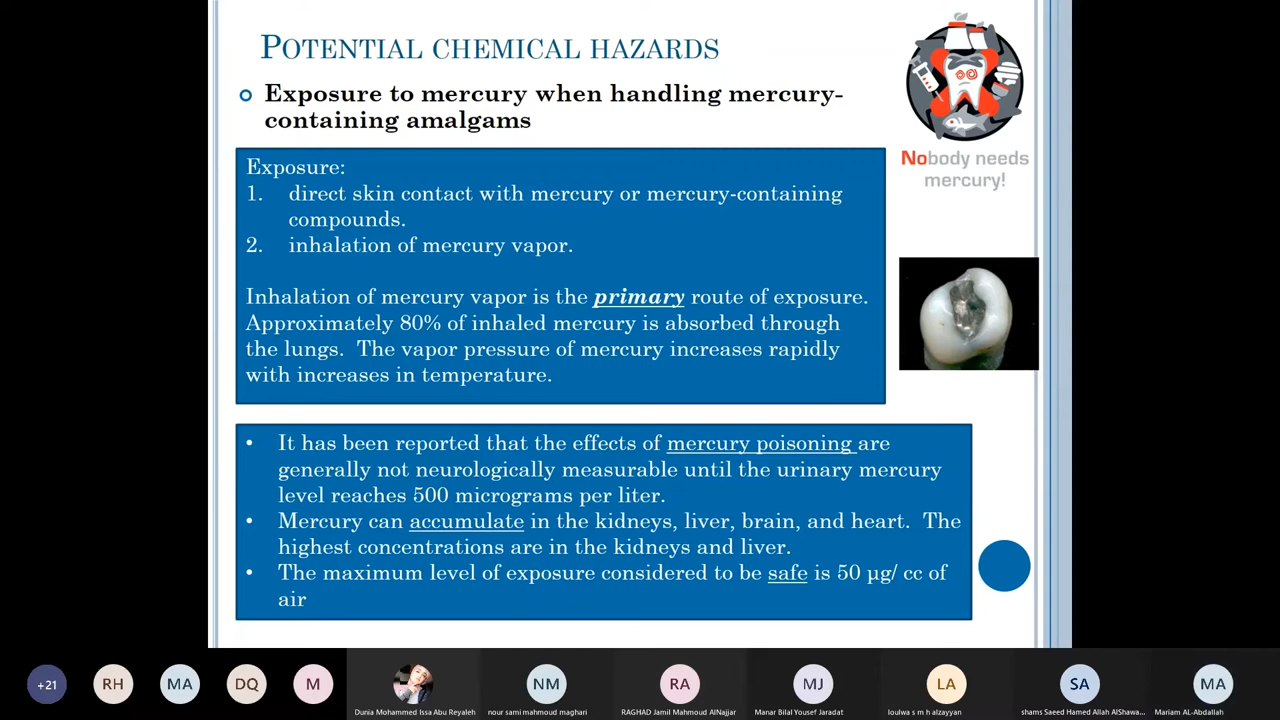 POTENTIAL CHEMICAL HAZARDS
Exposure to mercury when handling mercury-
containing amalgams
Nobody needs
mercury!
Exposure:
1. direct skin contact with mercury or mercury-containing
compounds.
2. inhalation of mercury vapor.
Inhalation of mercury vapor is the primary route of exposure.
Approximately 80% of inhaled mercury is absorbed through
the lungs. The vapor pressure of mercury increases rapidly
with increases in temperature.
• It has been reported that the effects of mercury poisoning are
generally not neurologically measurable until the urinary mercury
level reaches 500 micrograms per liter.
• Mercury can accumulate in the kidneys, liver, brain, and heart. The
highest concentrations are in the kidneys and liver.
• The maximum level of exposure considered to be safe is 50 µg/ cc of
air
+21
RH
MA
DQ
M
NM
RA
MJ
LA
SA
MA
Dunia Mohammed Issa Abu Reyaleh
nour sami mahmoud maghari
RAGHAD Jamil Mahmoud AlNajjar
Manar Bilal Yousef Jaradat
loulwa s m h alzayyan
shams Saeed Hamed Allah AlShawa...
Mariam AL-Abdallah